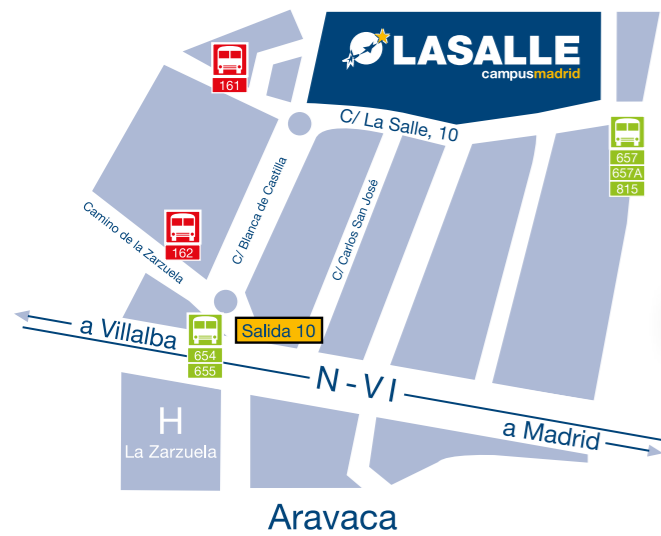 LASALLE
campusmadrid
161
C/ La Salle, 10
657
657A
815
C/ Blanca de Castilla
C/ Carlos San José
Camino de la Zarzuela
162
a Villalba
Salida 10
654
655
N-VI
H
La Zarzuela
a Madrid
Aravaca